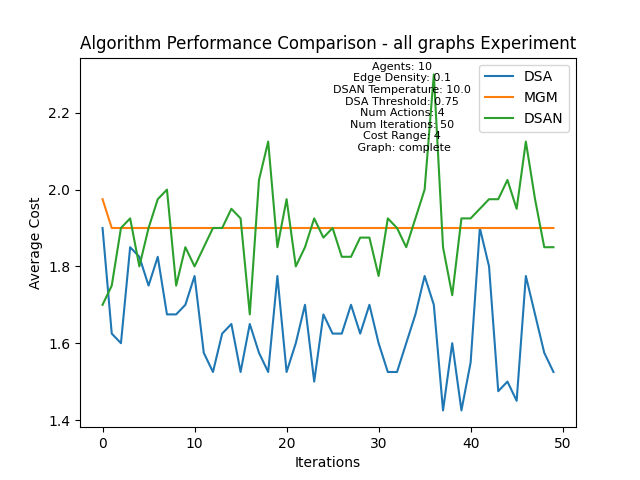 Algorithm Performance Comparison - all graphs Experiment
Agents: 10
Edge Density: 0.1
DSAN Temperature: 10.0
DSA Threshold: 0.75
Num Actions: 4
Num Iterations: 50
Cost Range: 4
Graph: complete
DSA
MGM
DSAN
Average Cost
2.2
2.0
1.8
1.6
1.4
0 10 20 30 40 50
Iterations